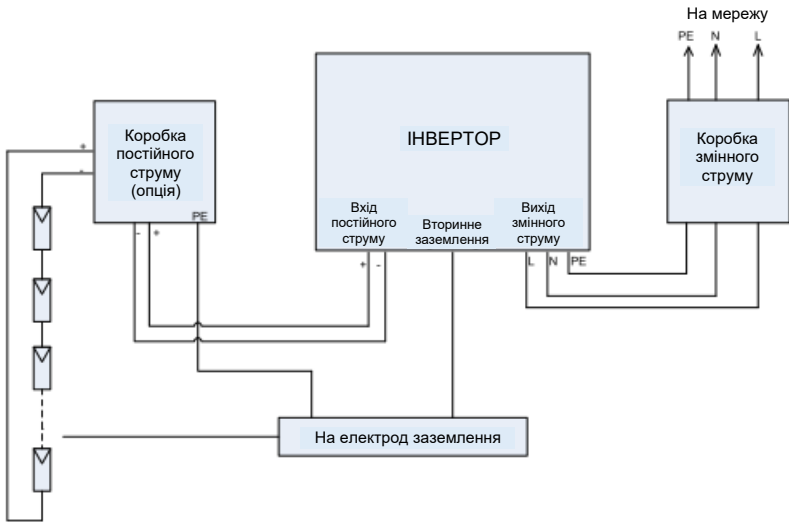 На мережу
PE N L
Коробка
постійного
струму
(опція)
+
-
PE
- +
ІНВЕРТОР
Вхід
постійного
струму
Вторинне
заземлення
Вихід
змінного
струму
+ -
L N PE
Коробка
змінного
струму
На електрод заземлення